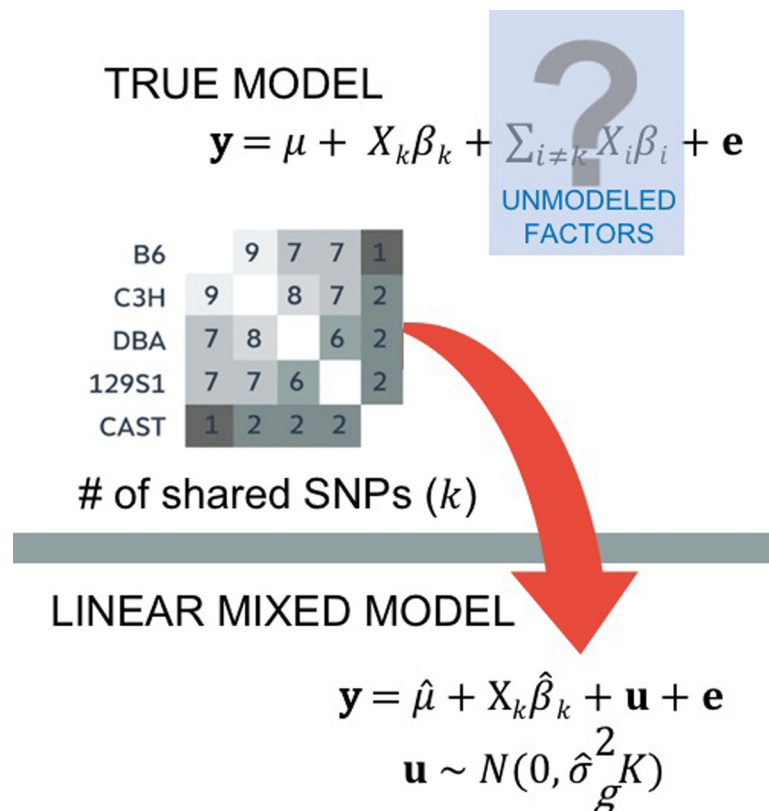 ?
TRUE MODEL
y = μ + X_kβ_k + ∑_{i≠k} X_iβ_i + e
UNMODELED
FACTORS
B6 9 7 7 1
C3H 9 8 7 2
DBA 7 8 6 2
129S1 7 7 6 2
CAST 1 2 2 2
# of shared SNPs (k)
LINEAR MIXED MODEL
y = μ̂ + X_kβ̂_k + u + e
u ~ N(0, σ̂_g^2 K)